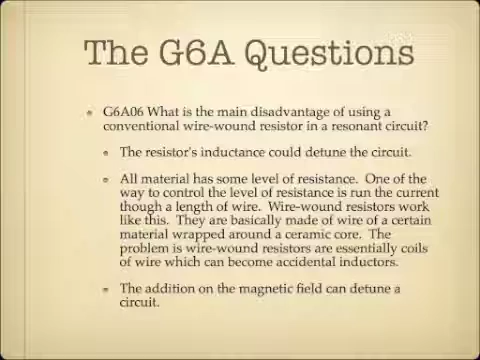 The G6A Questions
G6A06 What is the main disadvantage of using a
conventional wire-wound resistor in a resonant circuit?
The resistor's inductance could detune the circuit.
All material has some level of resistance. One of the
way to control the level of resistance is run the current
though a length of wire. Wire-wound resistors work
like this. They are basically made of wire of a certain
material wrapped around a ceramic core. The
problem is wire-wound resistors are essentially coils
of wire which can become accidental inductors.
The addition on the magnetic field can detune a
circuit.